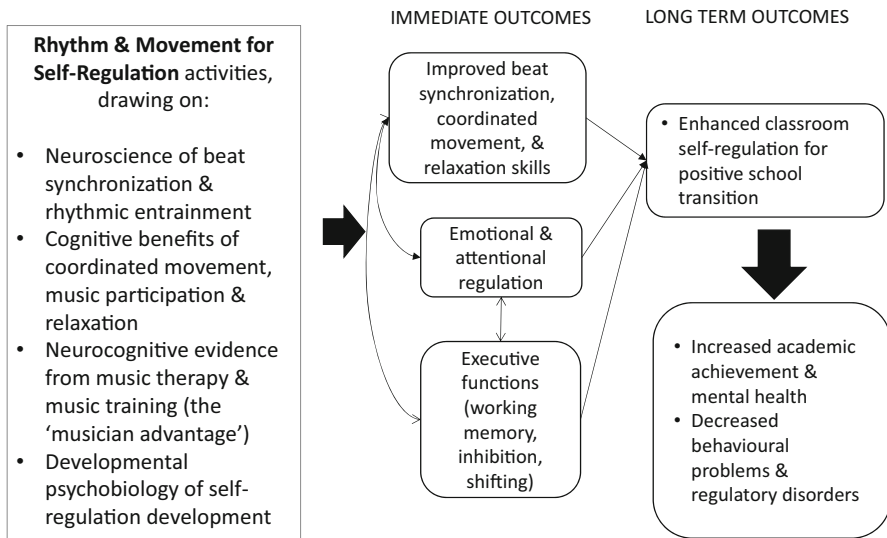 IMMEDIATE OUTCOMES
LONG TERM OUTCOMES
Rhythm & Movement for
Self-Regulation activities,
drawing on:
• Neuroscience of beat
synchronization &
rhythmic entrainment
• Cognitive benefits of
coordinated movement,
music participation &
relaxation
• Neurocognitive evidence
from music therapy &
music training (the
‘musician advantage’)
• Developmental
psychobiology of self-
regulation development
Improved beat
synchronization,
coordinated
movement, &
relaxation skills
Emotional &
attentional
regulation
Executive
functions
(working
memory,
inhibition,
shifting)
• Enhanced classroom
self-regulation for
positive school
transition
• Increased academic
achievement &
mental health
• Decreased
behavioural
problems &
regulatory disorders